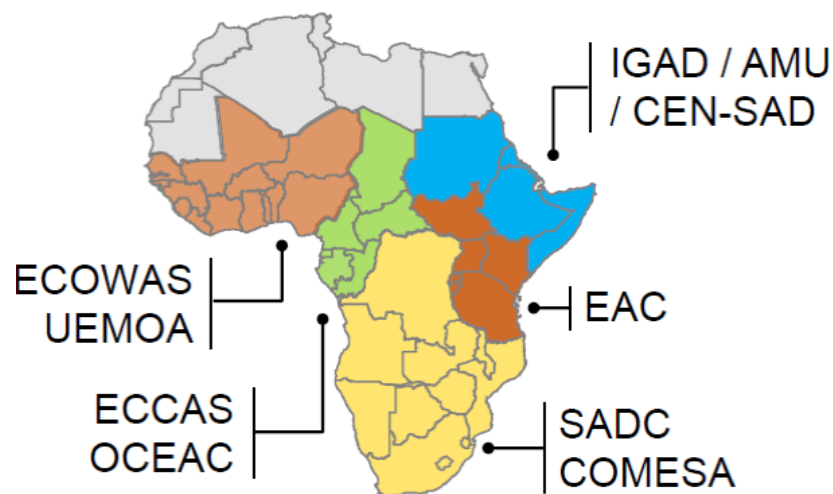 IGAD / AMU
/ CEN-SAD
ECOWAS
UEMOA
EAC
ECCAS
OCEAC
SADC
COMESA